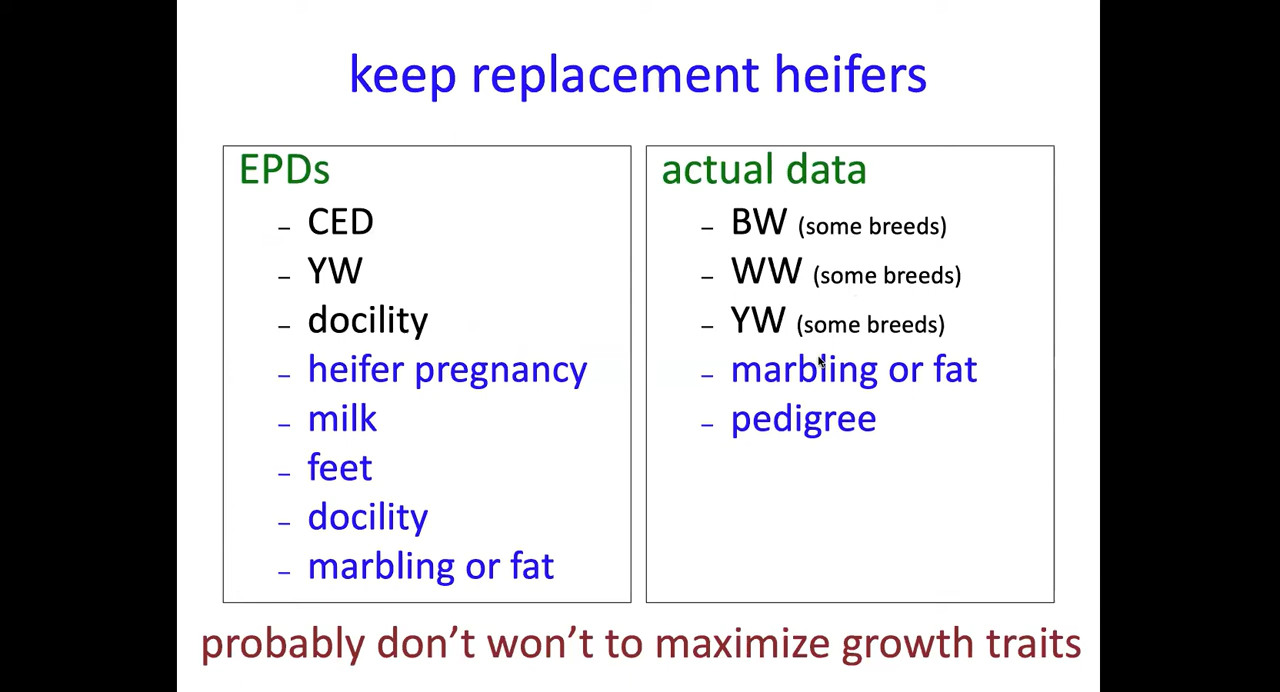 keep replacement heifers
EPDs
– CED
– YW
– docility
– heifer pregnancy
– milk
– feet
– docility
– marbling or fat
actual data
– BW (some breeds)
– WW (some breeds)
– YW (some breeds)
– marbling or fat
– pedigree
probably don’t won’t to maximize growth traits